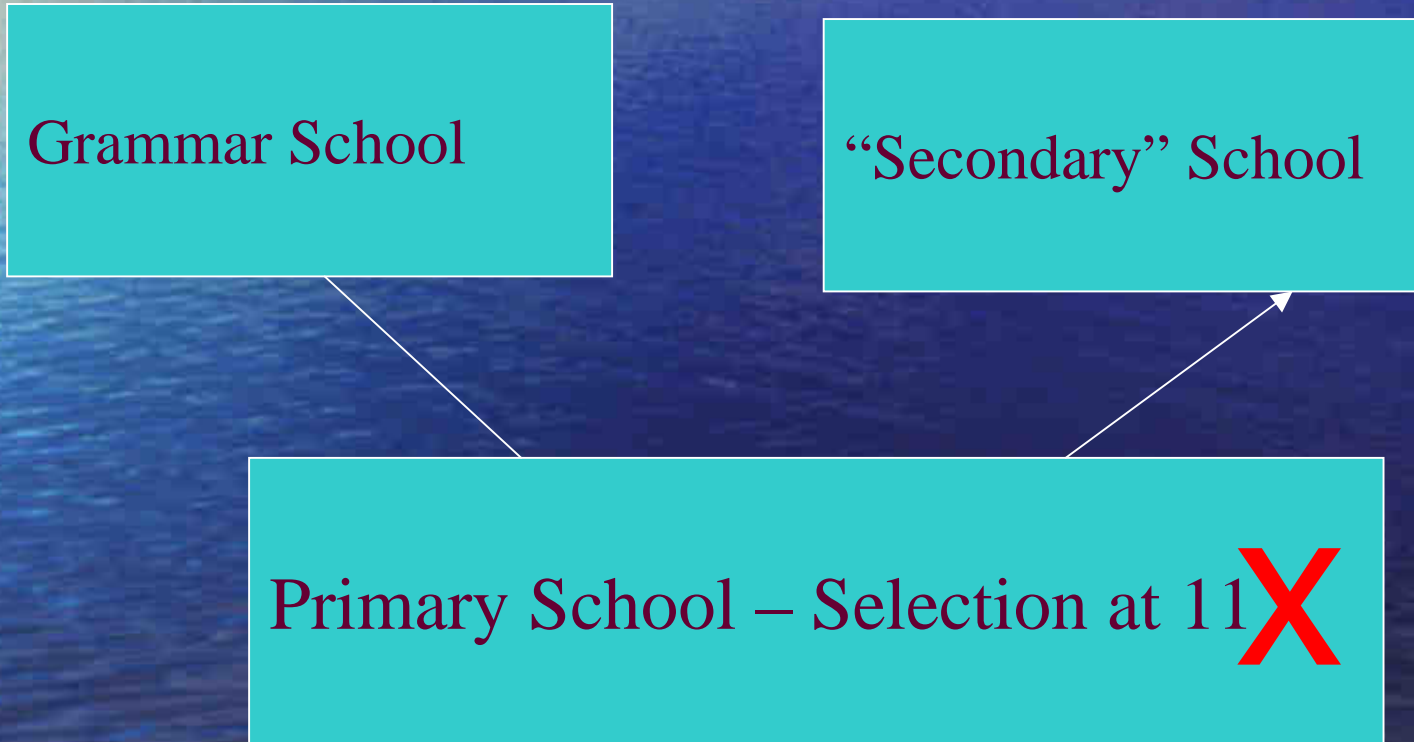 Grammar School
“Secondary” School
Primary School – Selection at 11 X